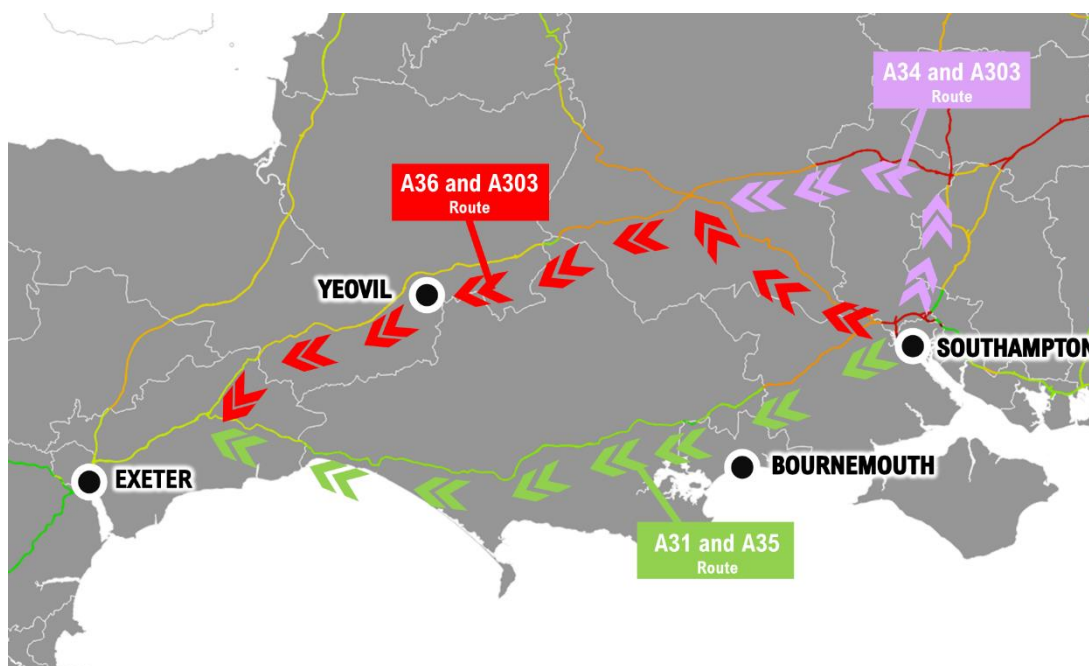 A34 and A303
Route
A36 and A303
Route
YEOVIL
SOUTHAMPTON
BOURNEMOUTH
EXETER
A31 and A35
Route